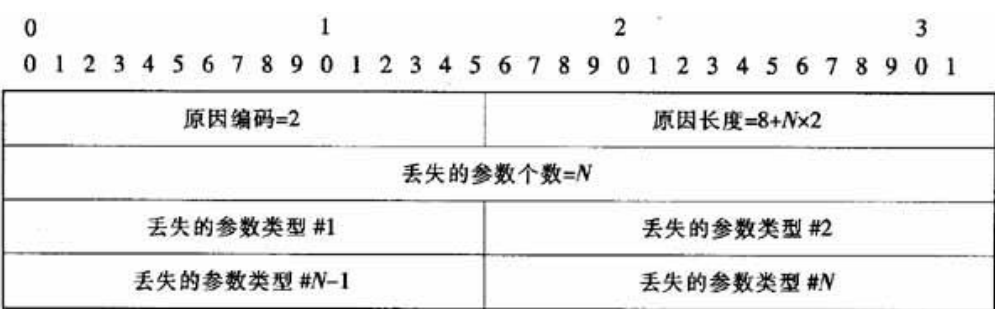 0 1 2 3
0 1 2 3 4 5 6 7 8 9 0 1 2 3 4 5 6 7 8 9 0 1 2 3 4 5 6 7 8 9 0 1
原因编码=2 原因长度=8+N×2
丢失的参数个数=N
丢失的参数类型 #1 丢失的参数类型 #2
丢失的参数类型 #N-1 丢失的参数类型 #N